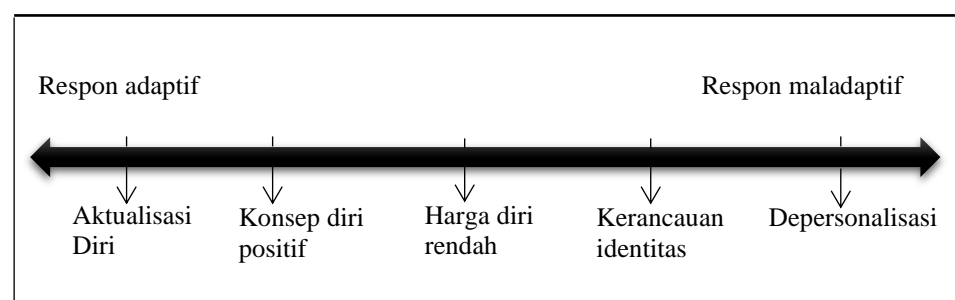 Respon adaptif
Respon maladaptif
Aktualisasi
Diri
Konsep diri
positif
Harga diri
rendah
Kerancauan
identitas
Depersonalisasi